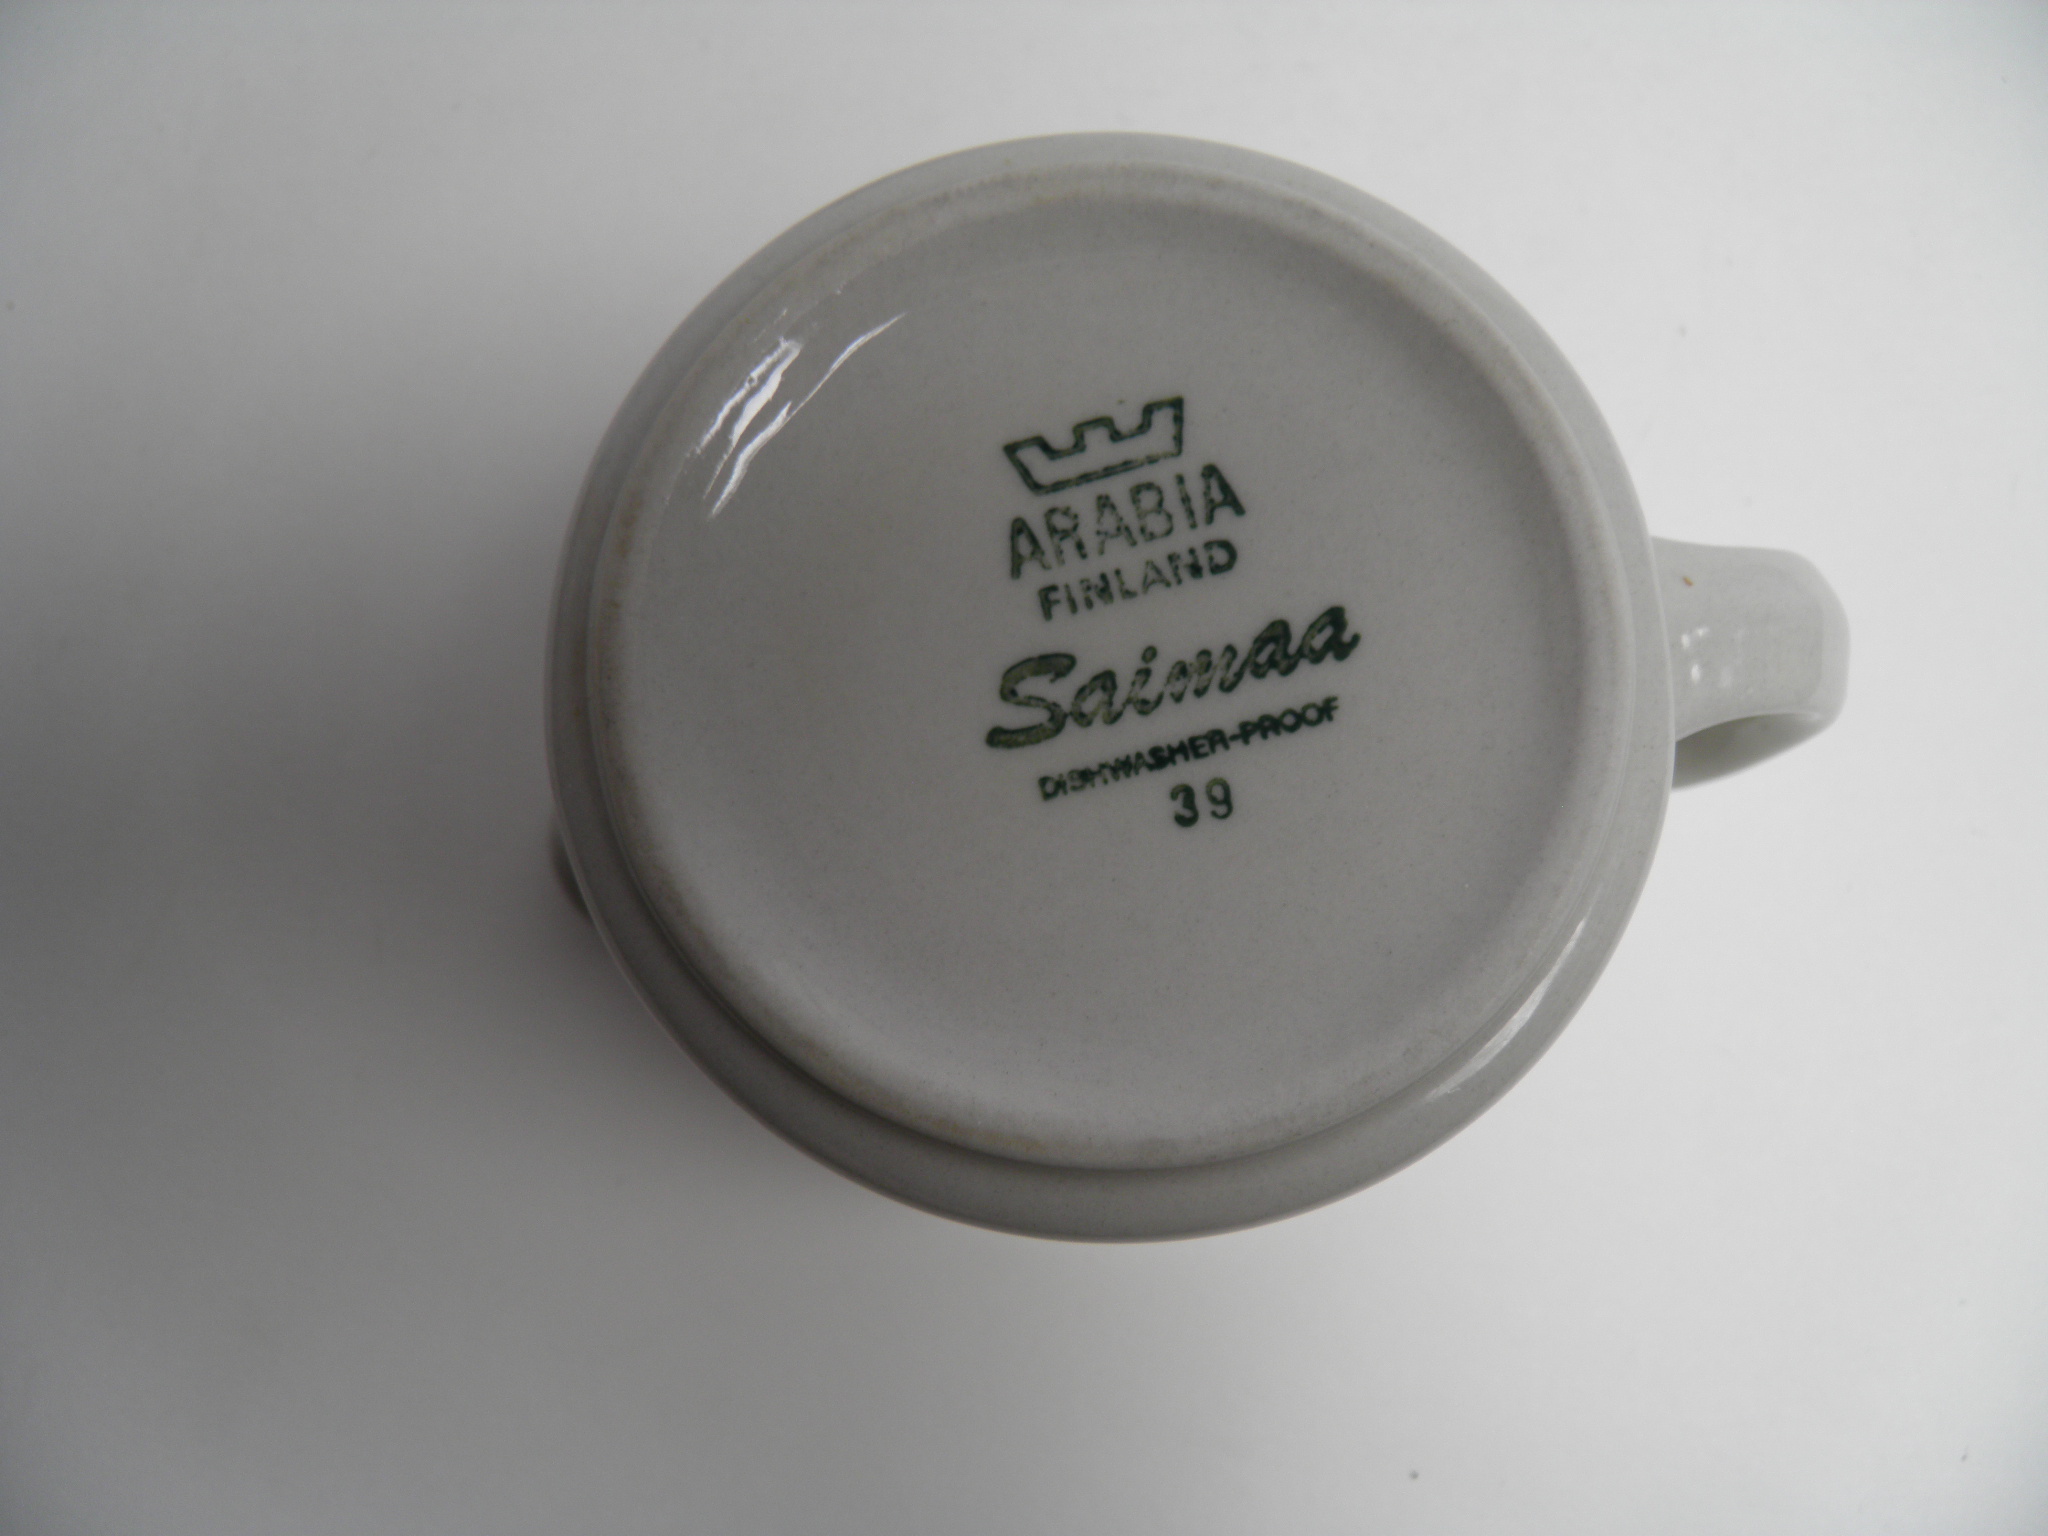 ARABIA
FINLAND
Saimaa
DISHWASHER-PROOF
39